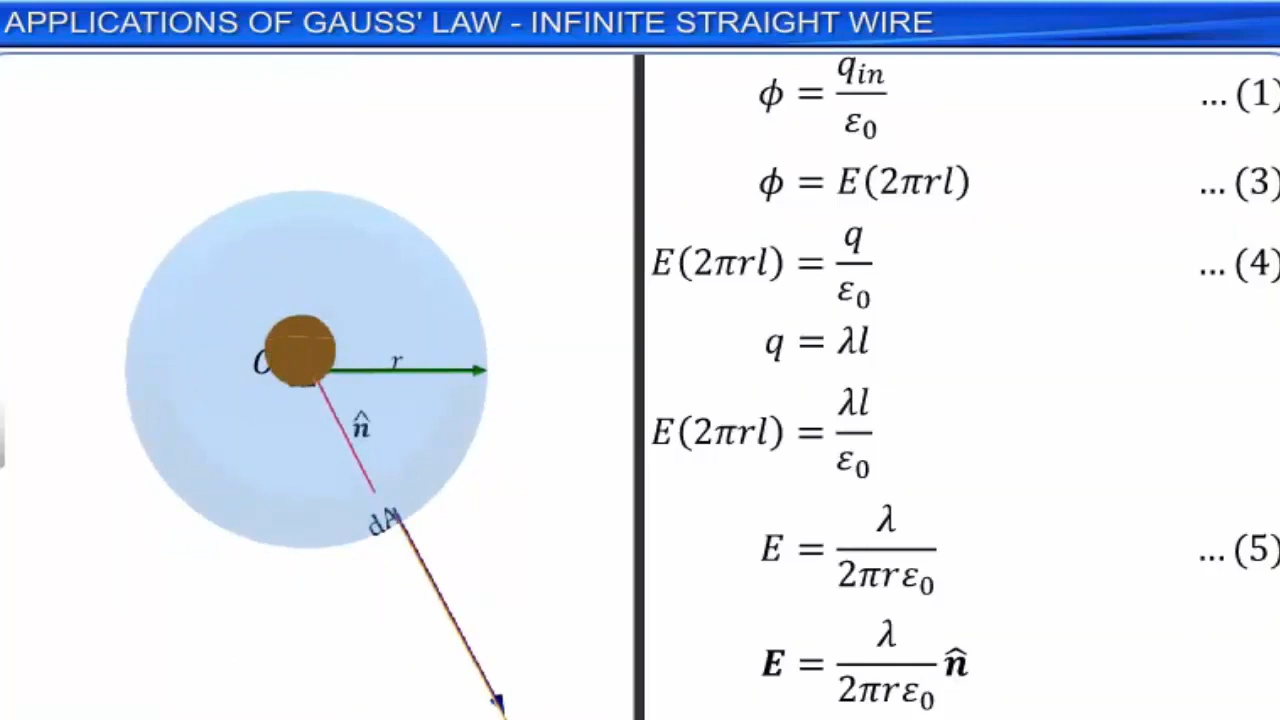 APPLICATIONS OF GAUSS' LAW - INFINITE STRAIGHT WIRE
O
r
n̂
dA
ϕ = q_in/ε₀ ... (1)
ϕ = E(2πrl) ... (3)
E(2πrl) = q/ε₀ ... (4)
q = λl
E(2πrl) = λl/ε₀
E = λ/2πrε₀ ... (5)
E = λ/2πrε₀ n̂